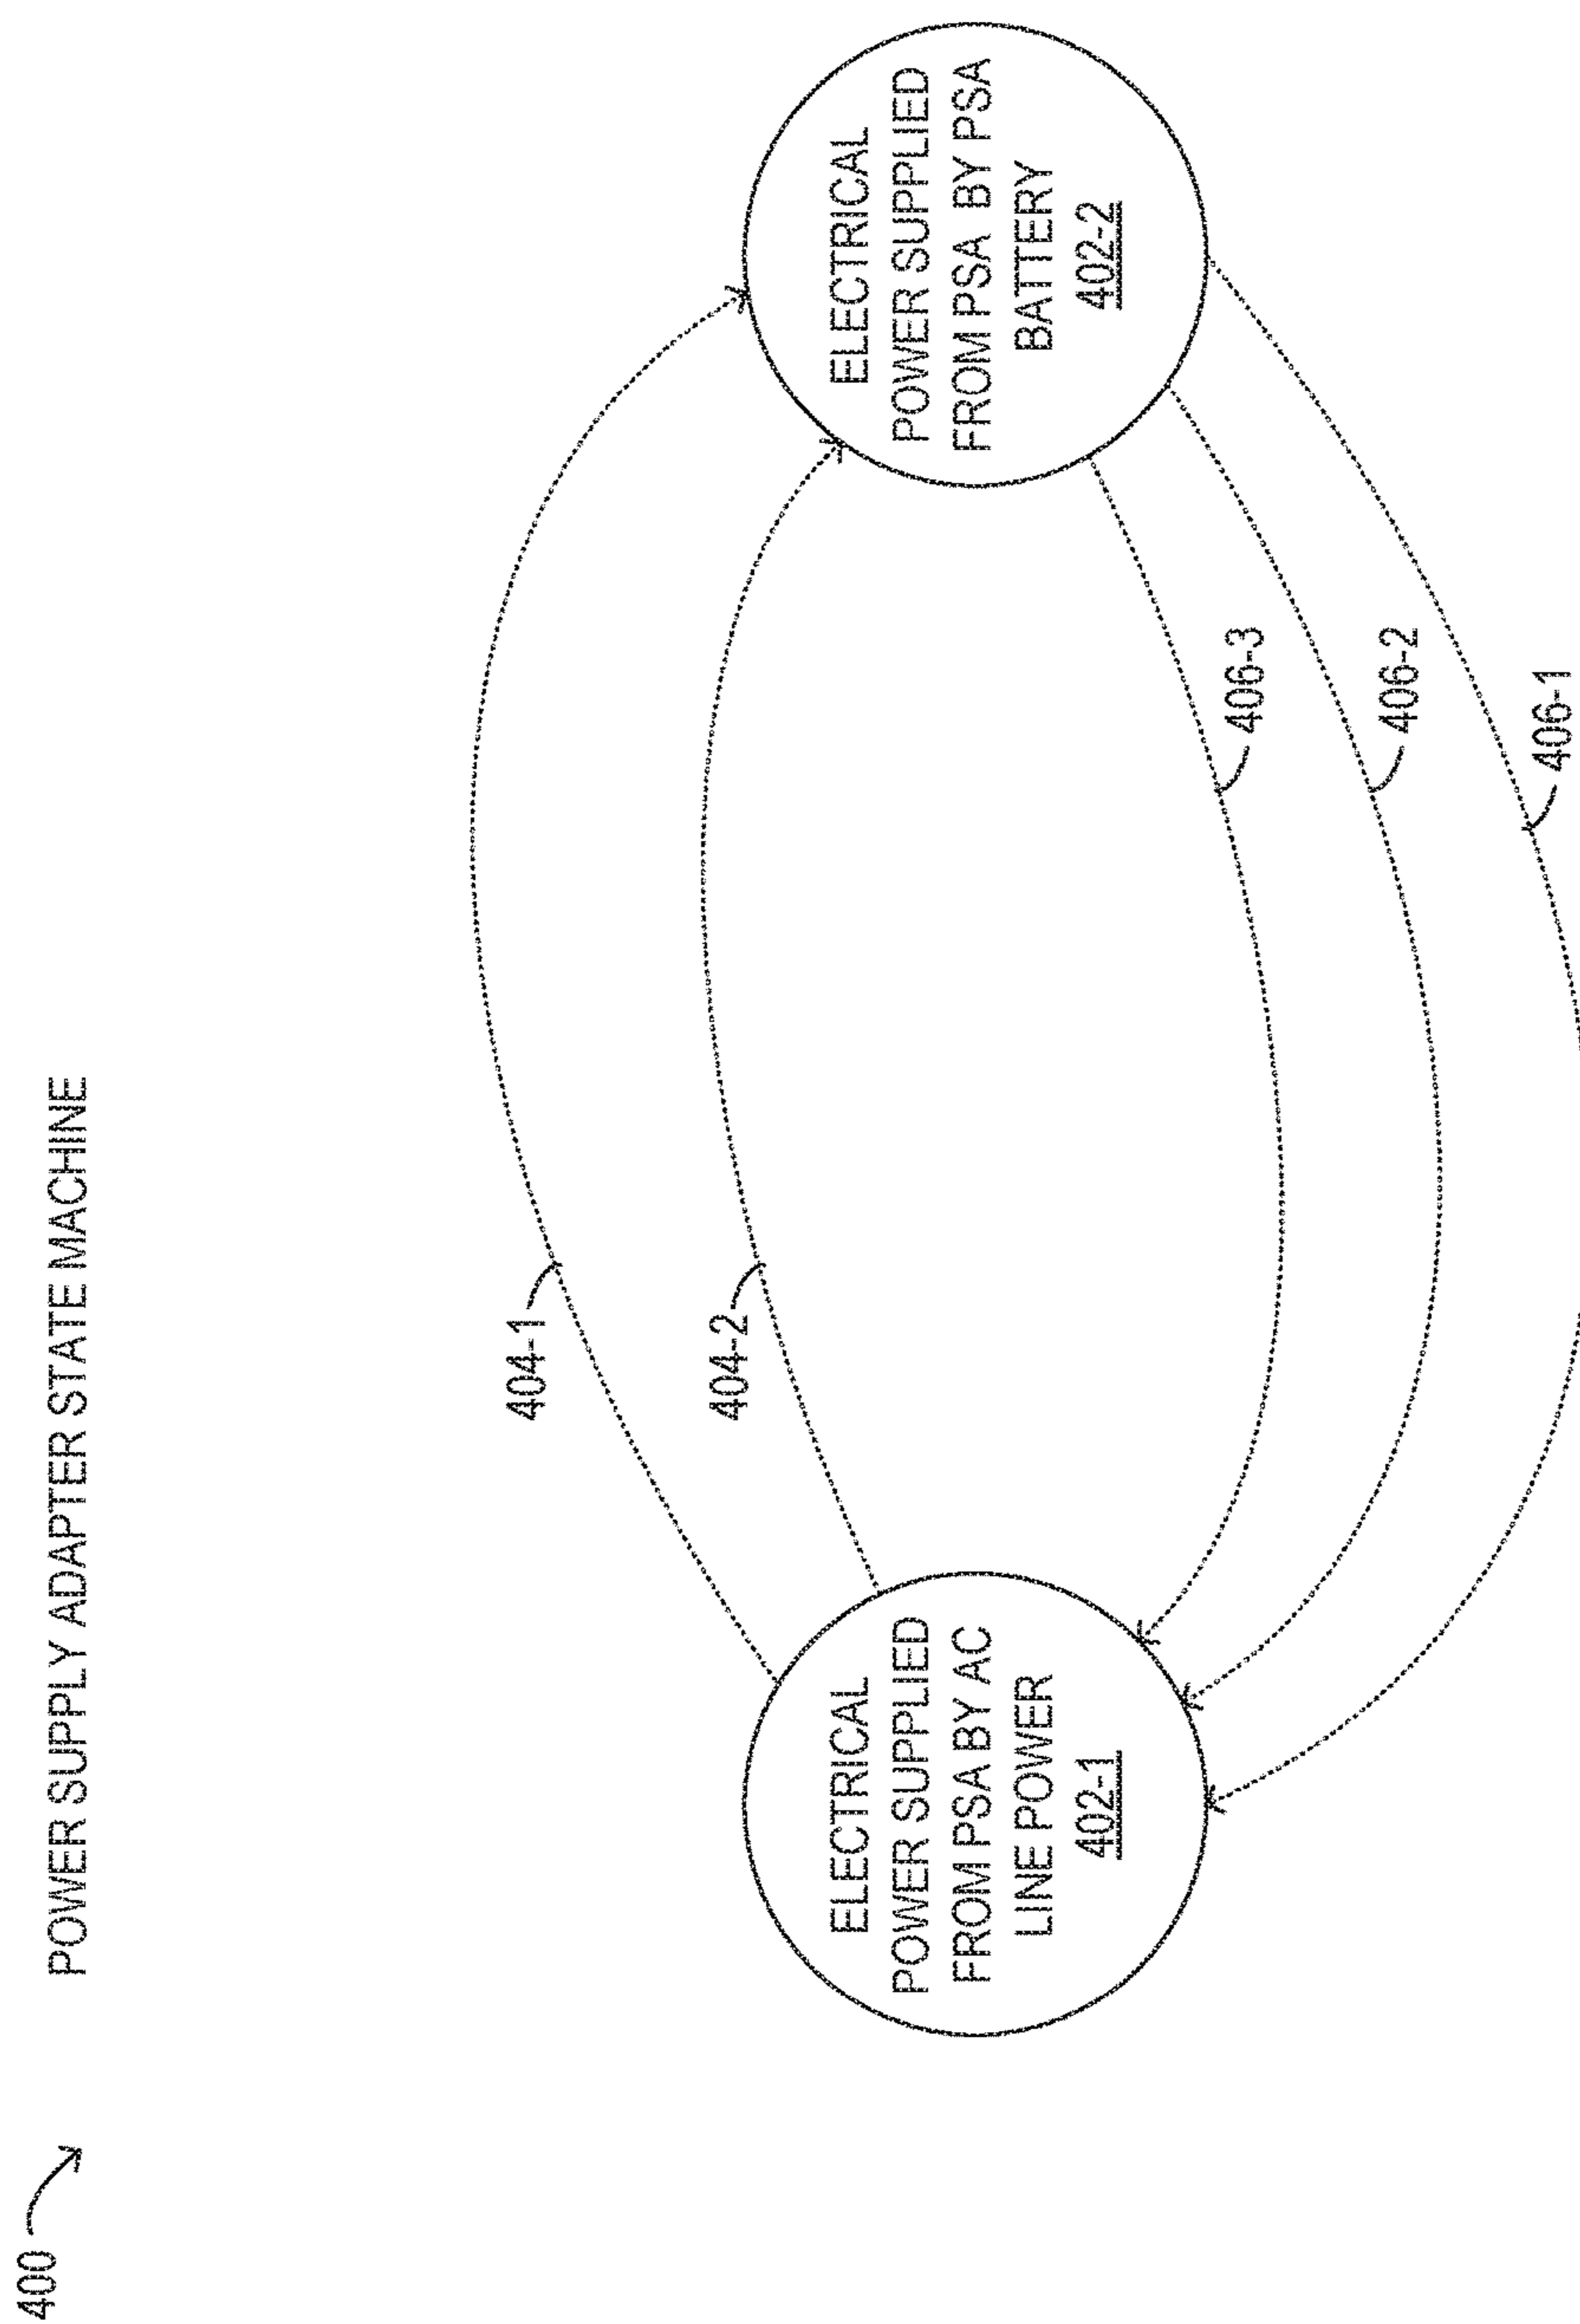 400
POWER SUPPLY ADAPTER STATE MACHINE
404-1
404-2
ELECTRICAL
POWER SUPPLIED
FROM PSA BY AC
LINE POWER
402-1
ELECTRICAL
POWER SUPPLIED
FROM PSA BY PSA
BATTERY
402-2
406-3
406-2
406-1